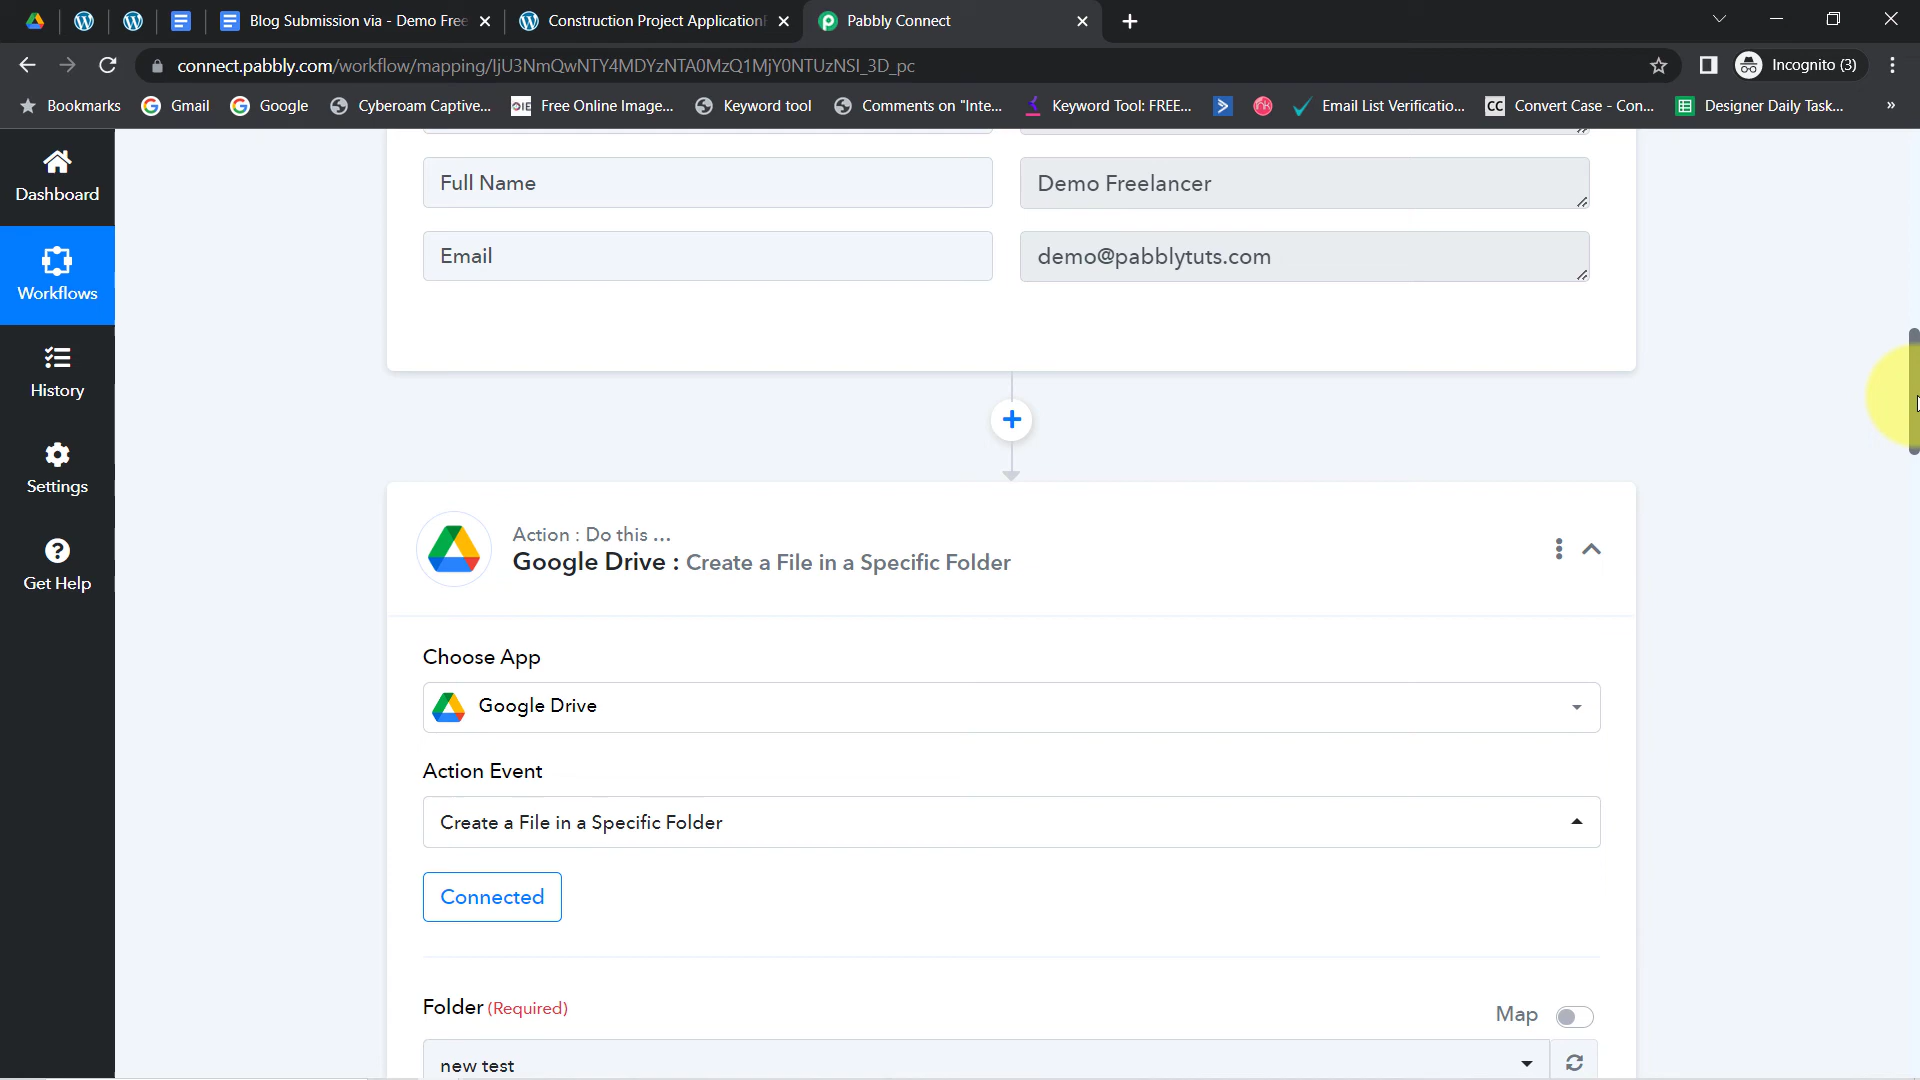 Blog Submission via - Demo Free
Construction Project Application
Pabbly Connect
connect.pabbly.com/workflow/mapping/IjU3NmQwNTY4MDYzNTA0MzQ1MjY0NTUzNSI_3D_pc
Incognito (3)
Bookmarks
Gmail
Google
Cyberoam Captive...
OIE Free Online Image...
Keyword tool
Comments on "Inte...
Keyword Tool: FREE...
Email List Verificatio...
CC Convert Case - Con...
Designer Daily Task...
»
Dashboard
Workflows
History
Settings
Get Help
Full Name
Demo Freelancer
Email
demo@pabblytuts.com
Action : Do this ...
Google Drive : Create a File in a Specific Folder
Choose App
Google Drive
Action Event
Create a File in a Specific Folder
Connected
Folder (Required)
Map
new test